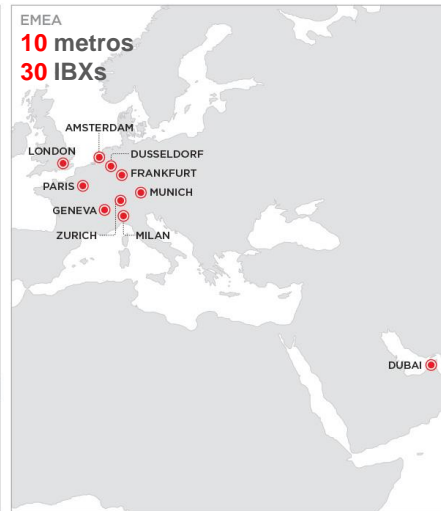 EMEA
10 metros
30 IBXs
AMSTERDAM
LONDON
DUSSELDORF
FRANKFURT
PARIS
MUNICH
GENEVA
ZURICH
MILAN
DUBAI